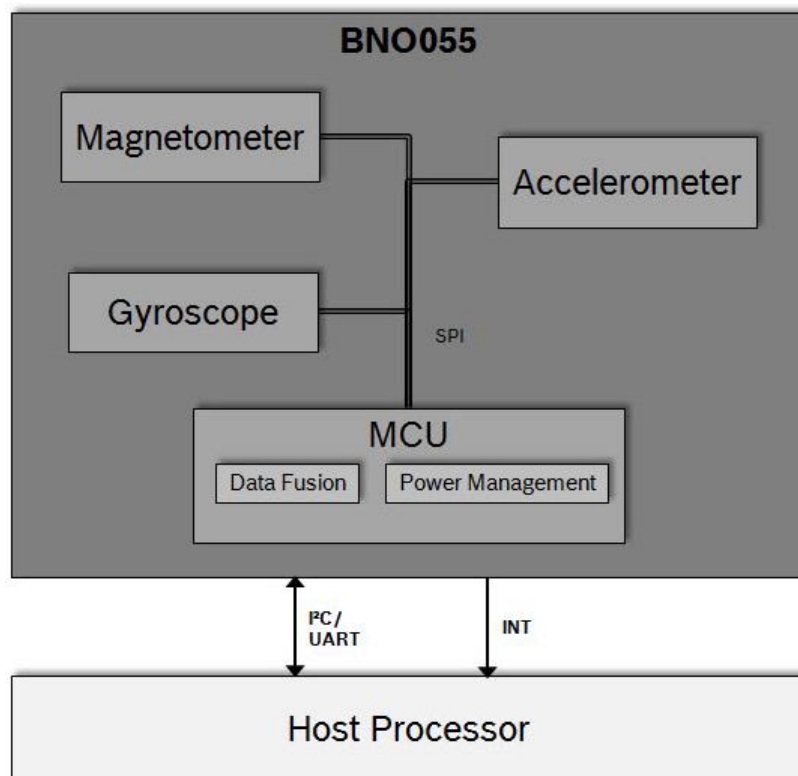 BNO055
Magnetometer
Accelerometer
Gyroscope
SPI
MCU
Data Fusion
Power Management
I²C/
UART
INT
Host Processor